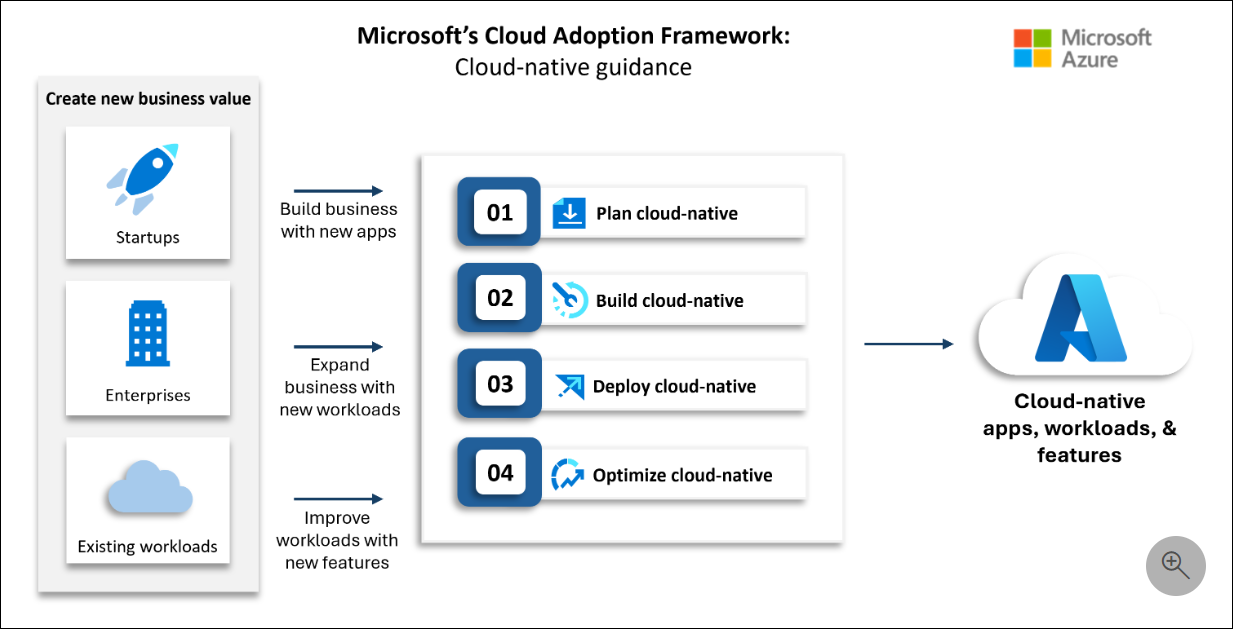 Microsoft’s Cloud Adoption Framework:
Cloud-native guidance
Microsoft
Azure
Create new business value
Startups
Enterprises
Existing workloads
Build business
with new apps
Expand
business with
new workloads
Improve
workloads with
new features
01
Plan cloud-native
02
Build cloud-native
03
Deploy cloud-native
04
Optimize cloud-native
Cloud-native
apps, workloads, &
features